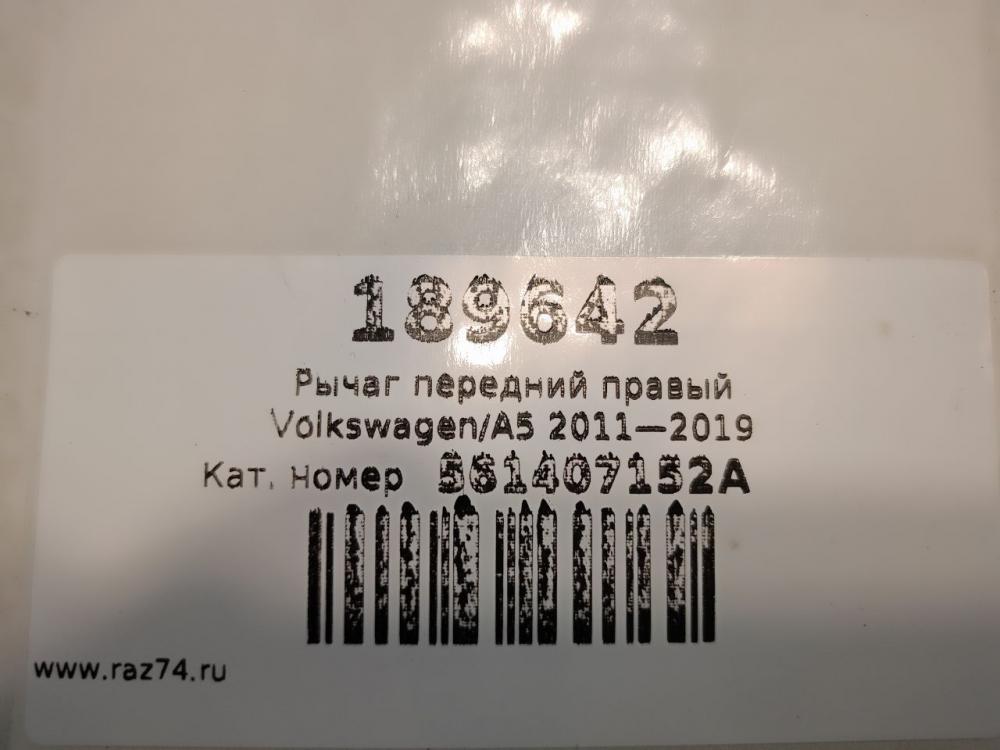 189642
Рычаг передний правый
Volkswagen/A5 2011—2019
Кат. номер 561407152A
www.raz74.ru